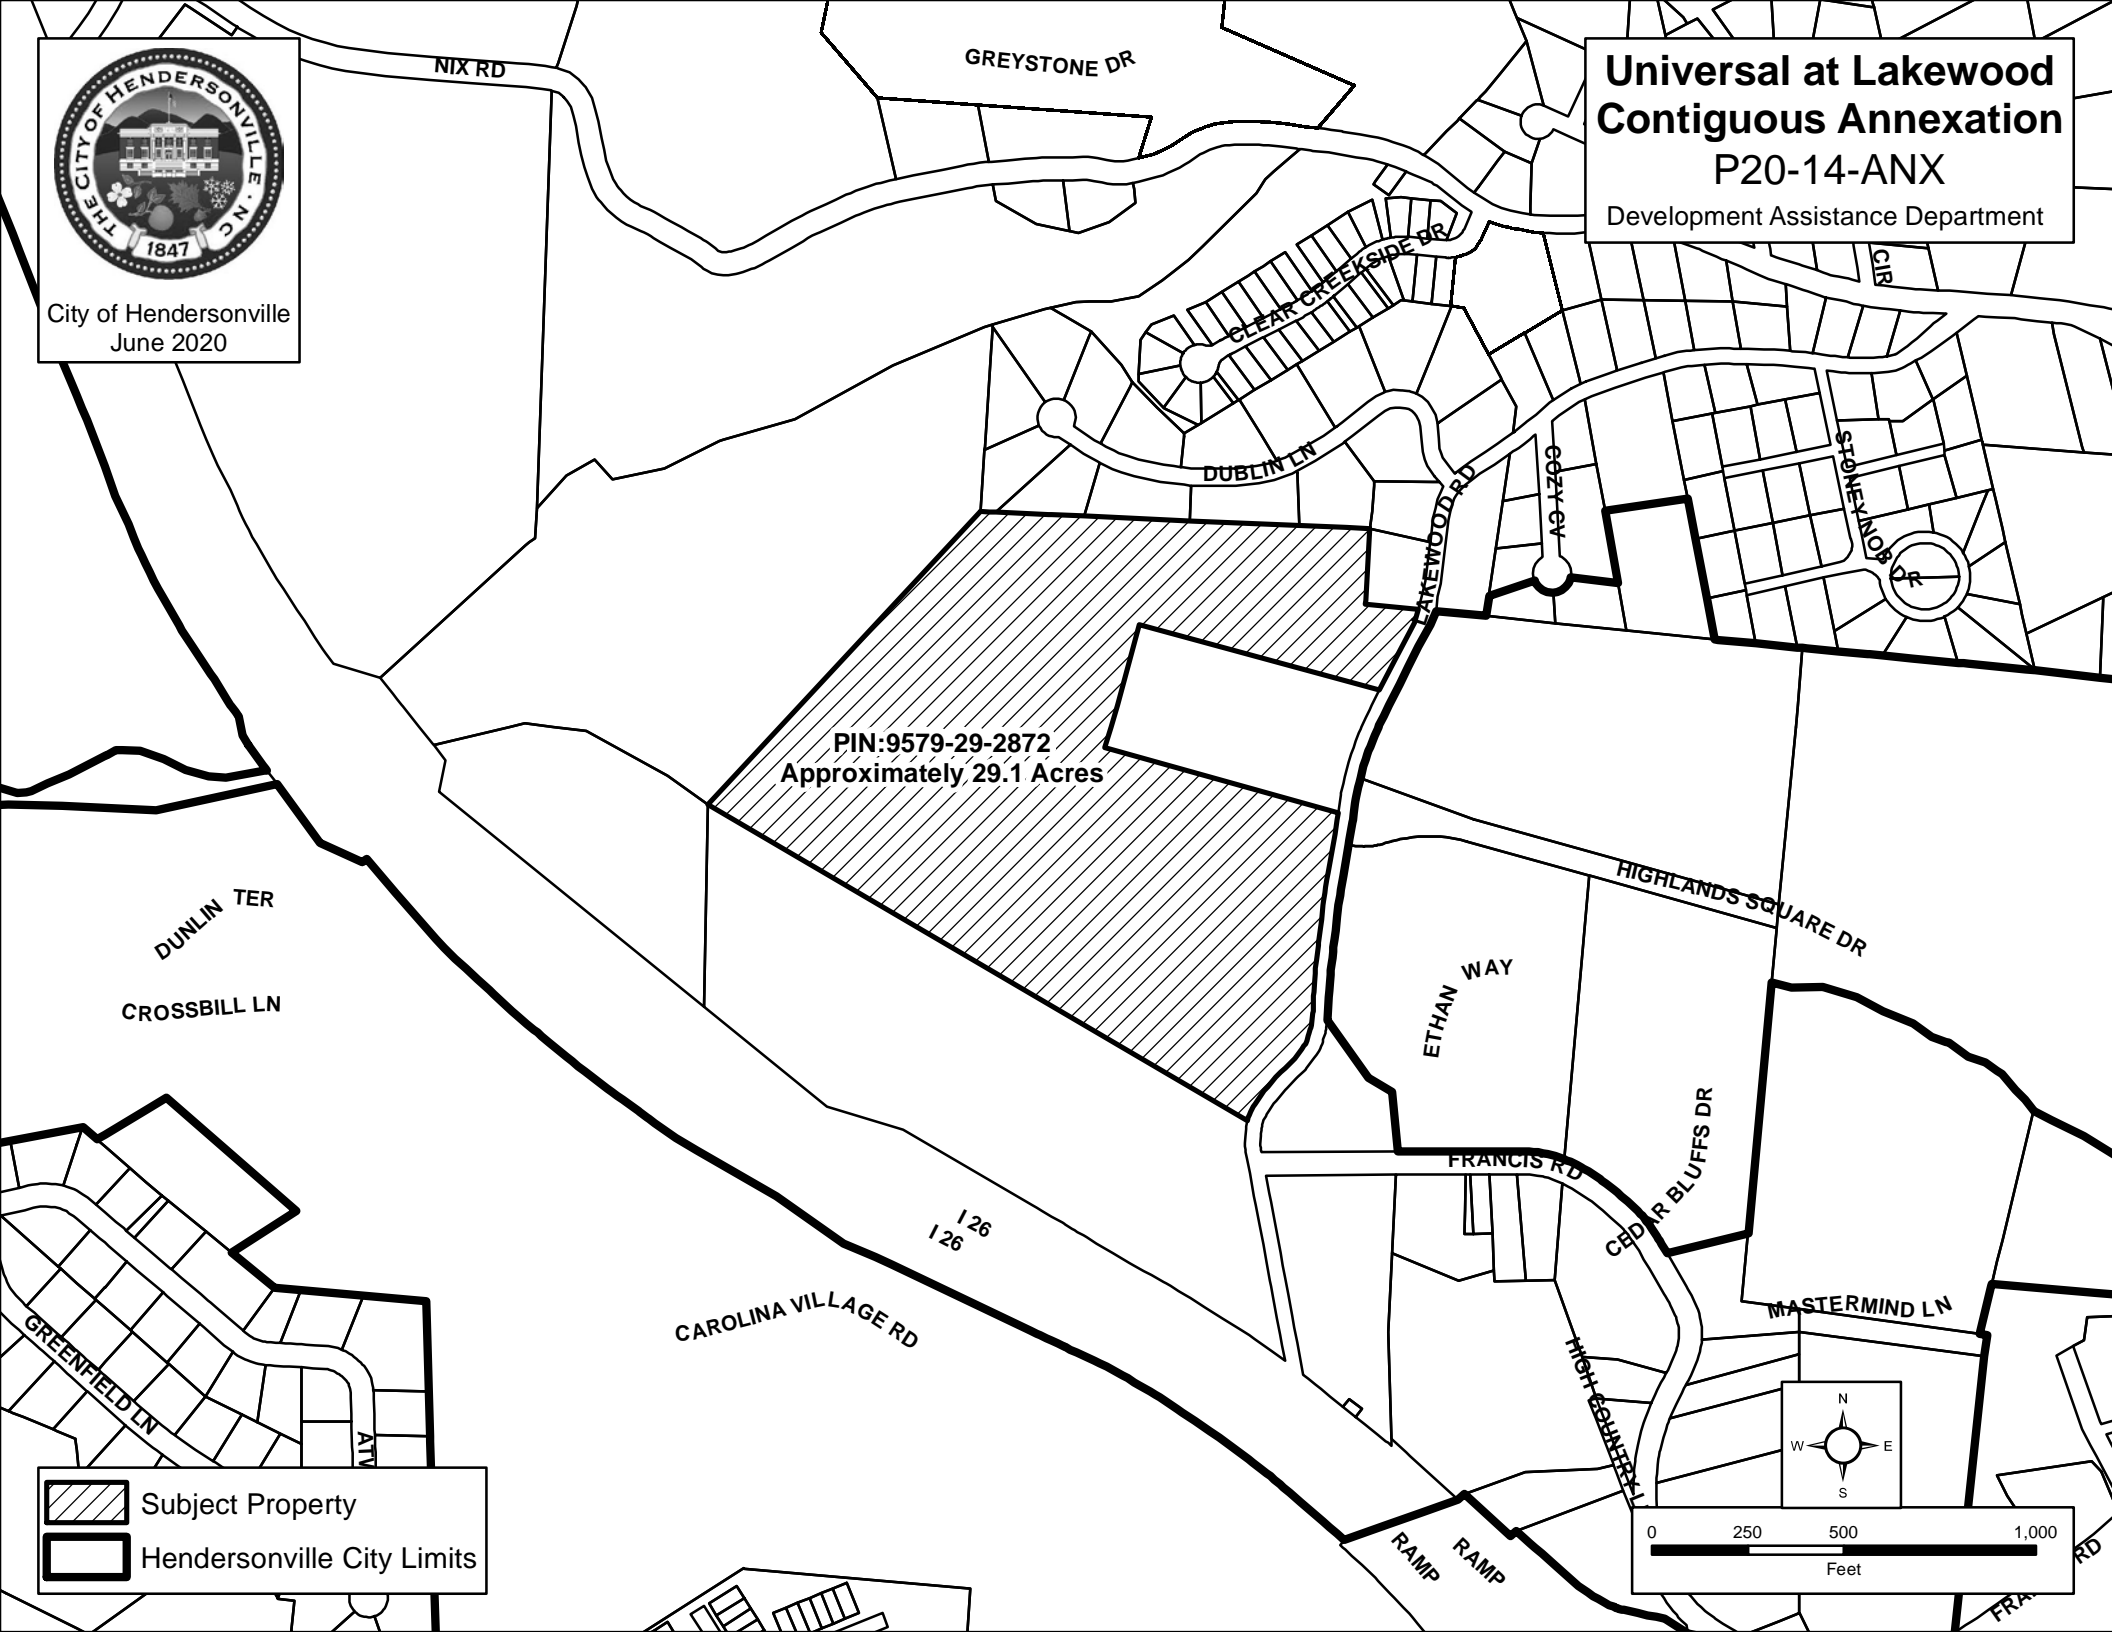 THE CITY OF HENDERSONVILLE · NC
1847
City of Hendersonville
June 2020
Universal at Lakewood
Contiguous Annexation
P20-14-ANX
Development Assistance Department
NIX RD
GREYSTONE DR
CIR
CLEAR CREEKSIDE DR
DUBLIN LN
LAKEWOOD RD
COZY CV
STONEY NOB DR
PIN:9579-29-2872
Approximately 29.1 Acres
HIGHLANDS SQUARE DR
DUNLIN TER
CROSSBILL LN
ETHAN WAY
FRANCIS RD
CEDAR BLUFFS DR
I 26
I 26
CAROLINA VILLAGE RD
MASTERMIND LN
HIGH COUNTRY L
GREENFIELD LN
RAMP
RAMP
N
W
E
S
Subject Property
Hendersonville City Limits
0 250 500 1,000
Feet
FRA
RD